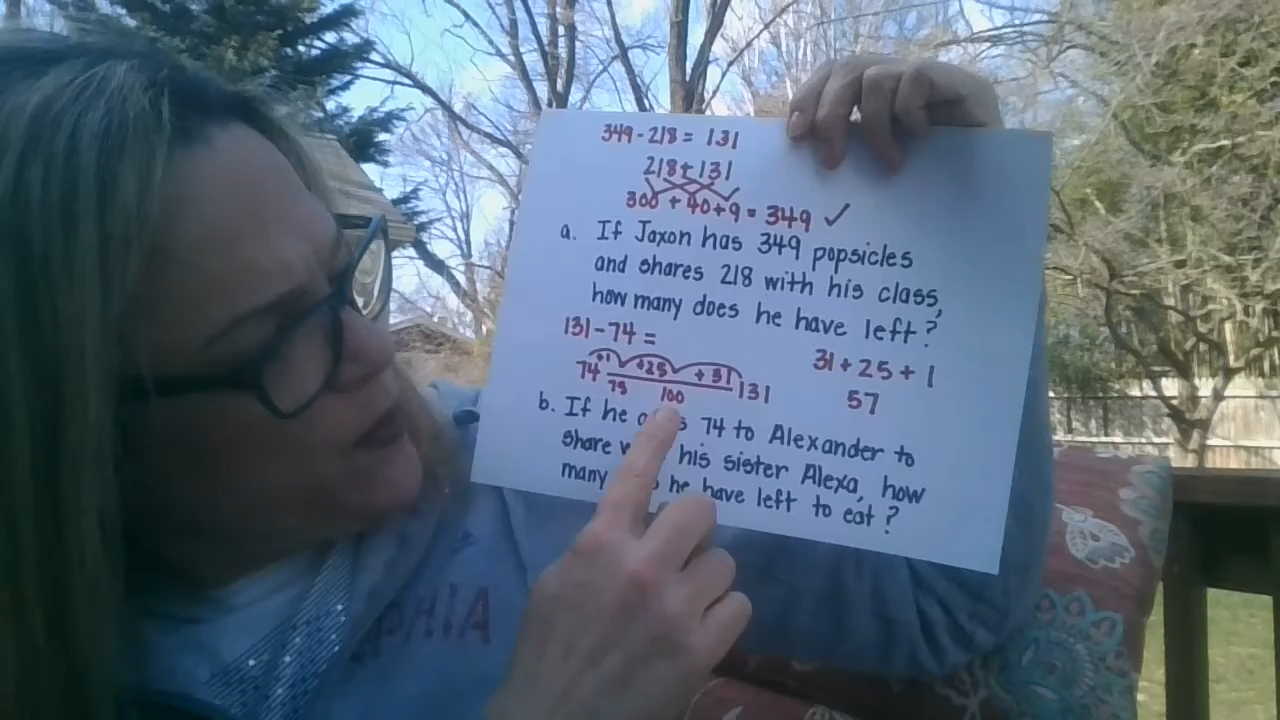 349-218 = 131
218+131
300 + 40+9 = 349 ✓
a. If Jaxon has 349 popsicles
and shares 218 with his class,
how many does he have left?
131-74 =
+1 +25 +31
74 131
75 100
31+25+1
57
b. If he 74 to Alexander to
share his sister Alexa, how
many he have left to eat?